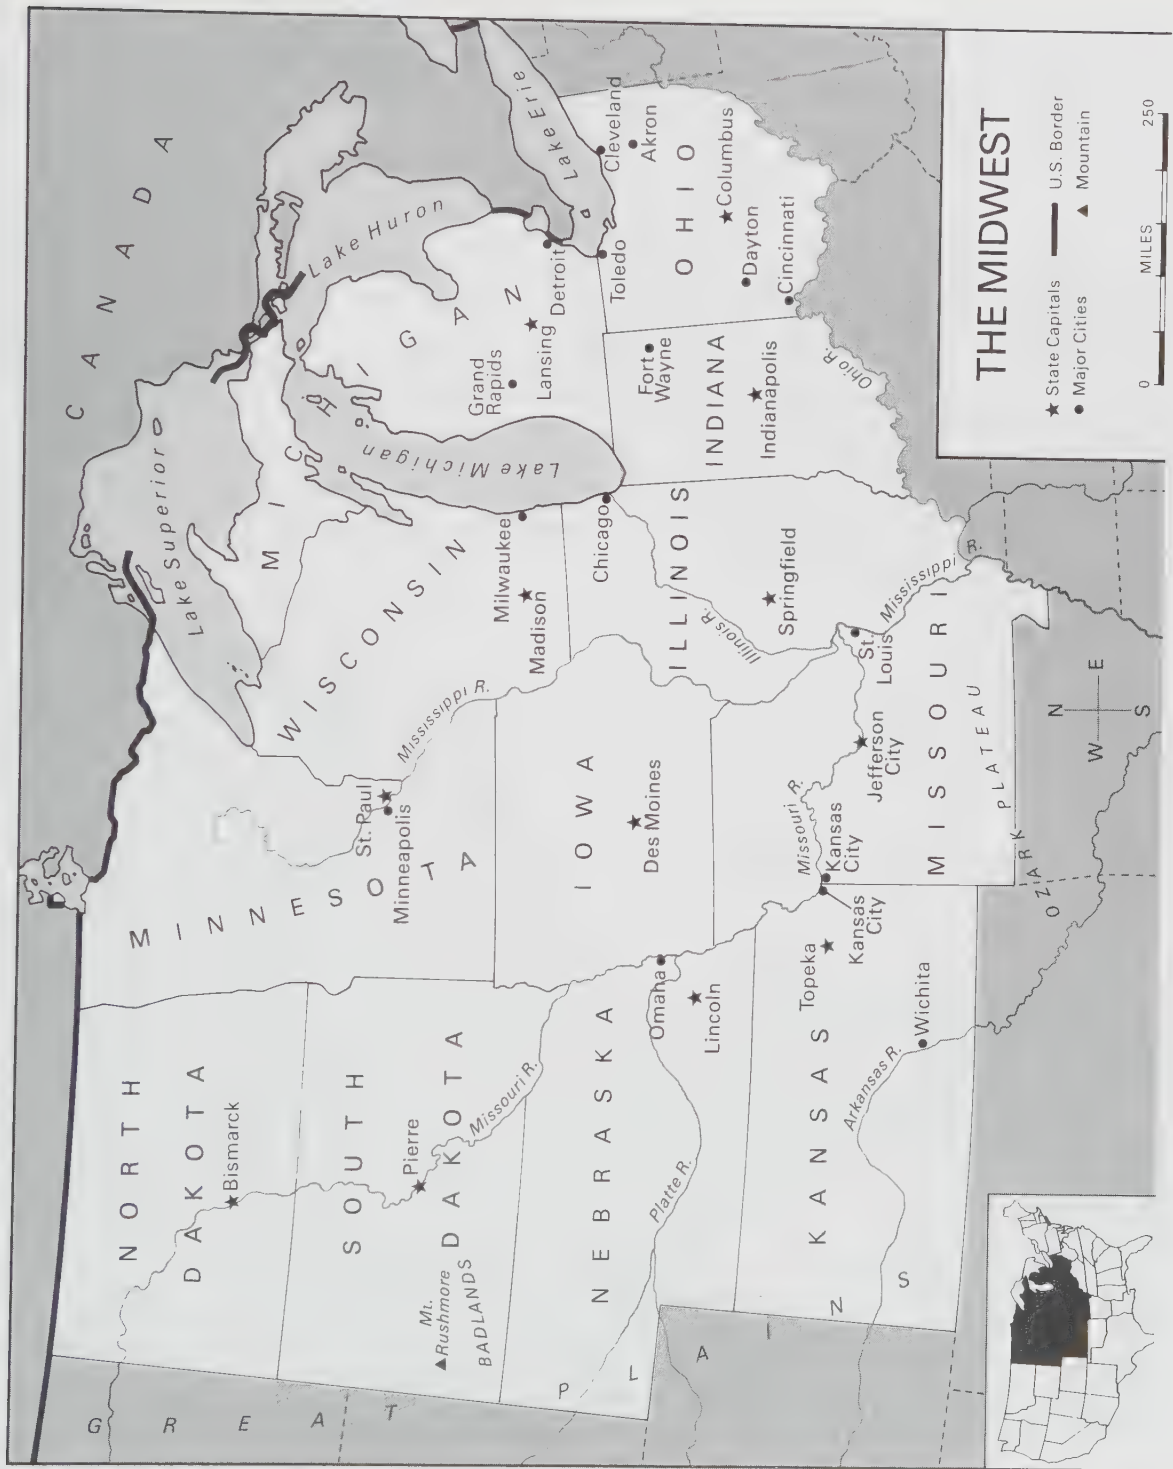 THE MIDWEST
★ State Capitals
● Major Cities
U.S. Border
▲ Mountain
0 MILES 250
CANADA
Lake Superior
Lake Michigan
Lake Huron
Lake Erie
GREAT PLAINS
NORTH
DAKOTA
Bismarck
SOUTH
DAKOTA
Pierre
Mt.
Rushmore
BADLANDS
Missouri R.
NEBRASKA
Platte R.
Omaha
Lincoln
KANSAS
Topeka
Kansas
City
Wichita
Arkansas R.
MINNESOTA
St. Paul
Minneapolis
Mississippi R.
IOWA
Des Moines
MISSOURI
Missouri R.
Kansas
City
Jefferson
City
St.
Louis
OZARK PLATEAU
WISCONSIN
Milwaukee
Madison
ILLINOIS
Chicago
Springfield
Illinois R.
Mississippi R.
MICHIGAN
Grand
Rapids
Lansing
Detroit
INDIANA
Fort
Wayne
Indianapolis
Ohio R.
OHIO
Toledo
Cleveland
Akron
Columbus
Dayton
Cincinnati
N
W E
S